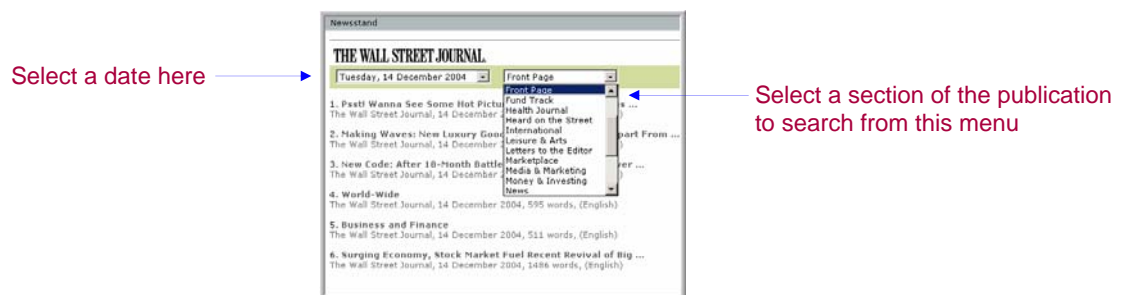 Newsstand
THE WALL STREET JOURNAL.
Select a date here
Tuesday, 14 December 2004
Front Page
Front Page
Fund Track
Health Journal
Heard on the Street
International
Leisure & Arts
Letters to the Editor
Marketplace
Media & Marketing
Money & Investing
News
Select a section of the publication
to search from this menu
1. Psst! Wanna See Some Hot ...
The Wall Street Journal, 14 December
2. Making Waves: New Luxury part From ...
The Wall Street Journal, 14 December
3. New Code: After 18-Month ...
The Wall Street Journal, 14 December
4. World-Wide
The Wall Street Journal, 14 December 2004, 595 words, (English)
5. Business and Finance
The Wall Street Journal, 14 December 2004, 511 words, (English)
6. Surging Economy, Stock Market Fuel Recent Revival of Big ...
The Wall Street Journal, 14 December 2004, 1486 words, (English)